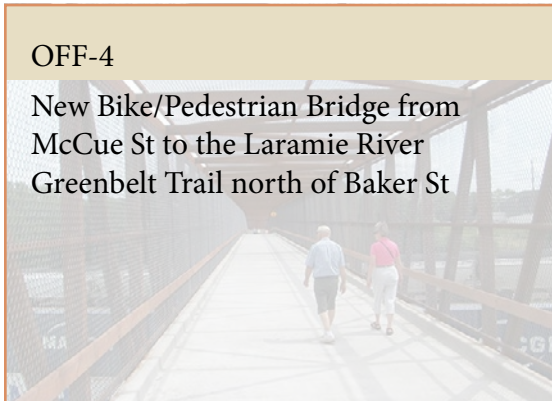 OFF-4
New Bike/Pedestrian Bridge from
McCue St to the Laramie River
Greenbelt Trail north of Baker St